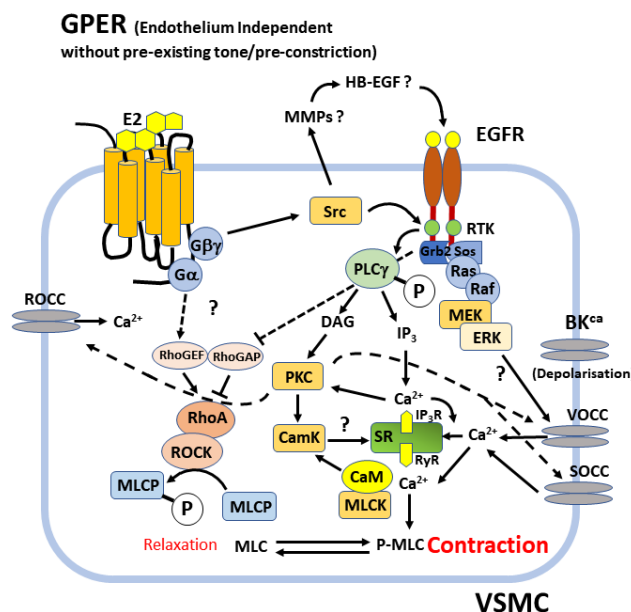 GPER (Endothelium Independent
without pre-existing tone/pre-constriction)
HB-EGF ?
E2
MMPs ?
EGFR
Src
RTK
Gβγ
Grb2 Sos
PLCγ
Ras
Gα
P
Raf
ROCC
?
MEK
Ca²⁺
DAG
IP₃
ERK
BKᶜᵃ
RhoGEF
RhoGAP
(Depolarisation)
PKC
?
Ca²⁺
VOCC
RhoA
IP₃R
CamK
?
SR
Ca²⁺
ROCK
RyR
SOCC
CaM
Ca²⁺
MLCP
P
MLCP
MLCK
Relaxation
MLC
P-MLC
Contraction
VSMC